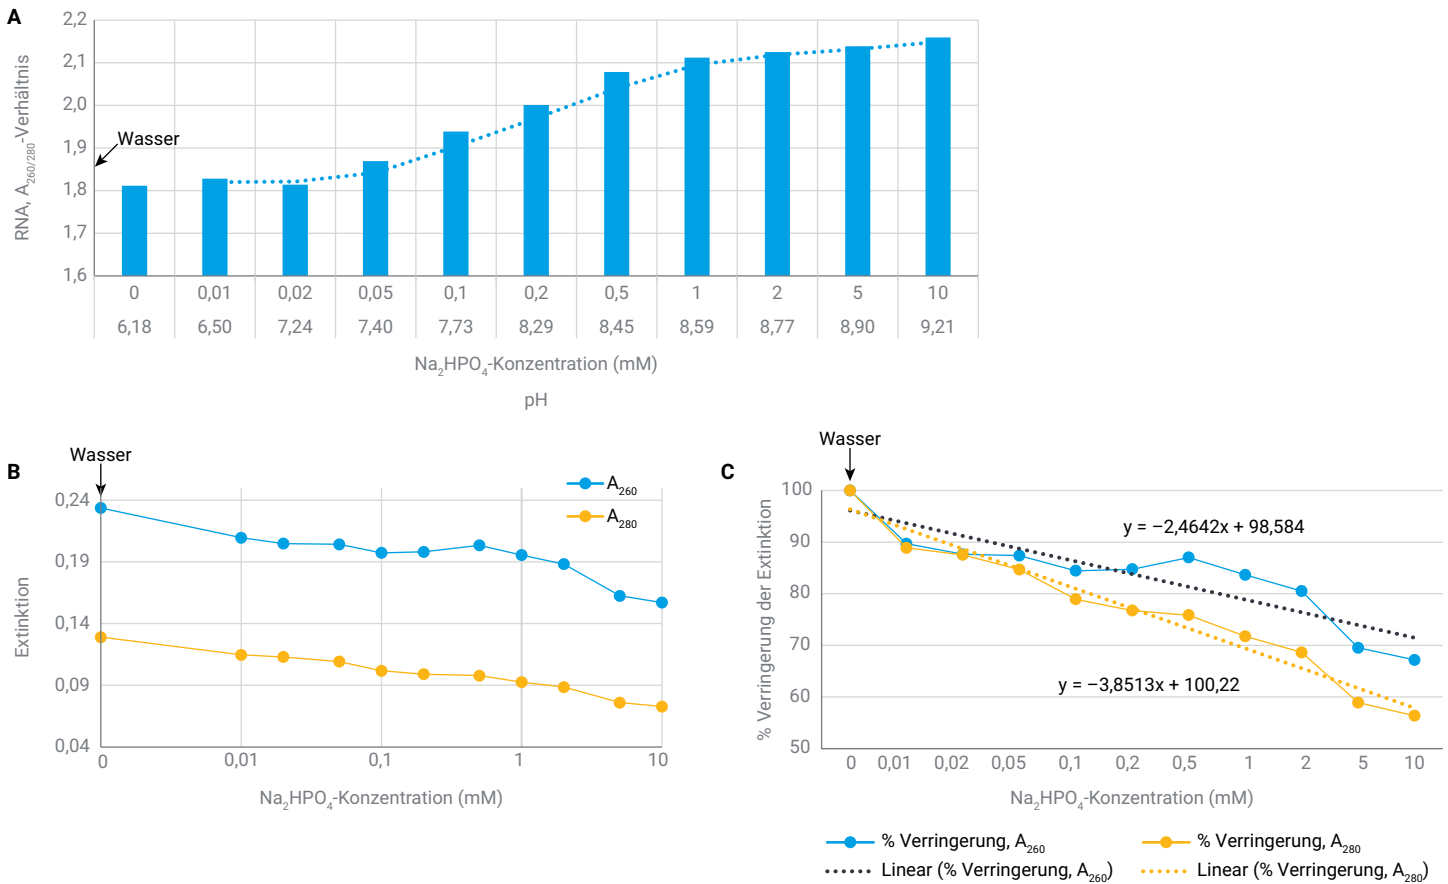 A
RNA, A260/280-Verhältnis
2,2
2,1
2,0
1,9
1,8
1,7
1,6
Wasser
0 0,01 0,02 0,05 0,1 0,2 0,5 1 2 5 10
6,18 6,50 7,24 7,40 7,73 8,29 8,45 8,59 8,77 8,90 9,21
Na2HPO4-Konzentration (mM)
pH
B
Wasser
Extinktion
0,24
0,19
0,14
0,09
0,04
A260
A280
0 0,01 0,1 1 10
Na2HPO4-Konzentration (mM)
C
Wasser
% Verringerung der Extinktion
100
90
80
70
60
50
y = −2,4642x + 98,584
y = −3,8513x + 100,22
0 0,01 0,02 0,05 0,1 0,2 0,5 1 2 5 10
Na2HPO4-Konzentration (mM)
% Verringerung, A260
% Verringerung, A280
Linear (% Verringerung, A260)
Linear (% Verringerung, A280)